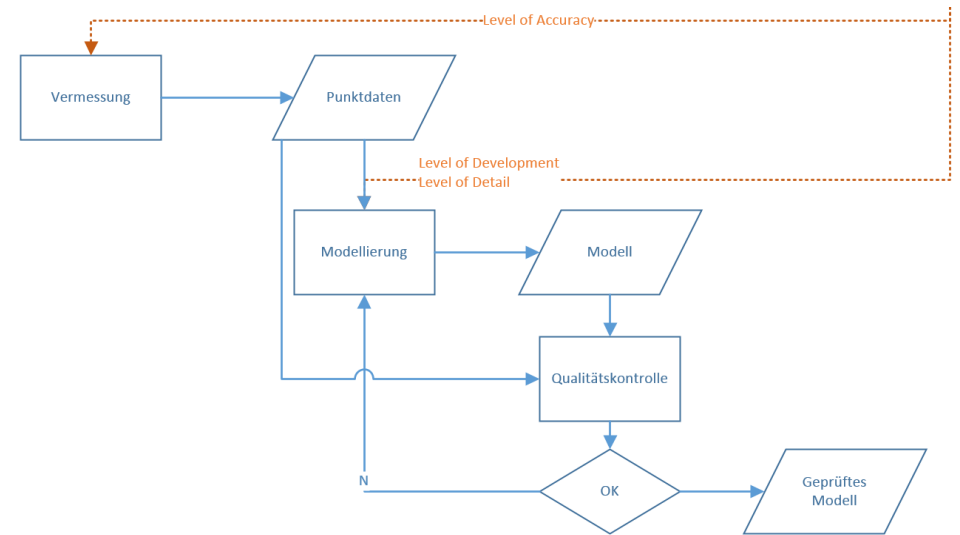 Level of Accuracy
Vermessung
Punktdaten
Level of Development
Level of Detail
Modellierung
Modell
Qualitätskontrolle
N
OK
Geprüftes
Modell